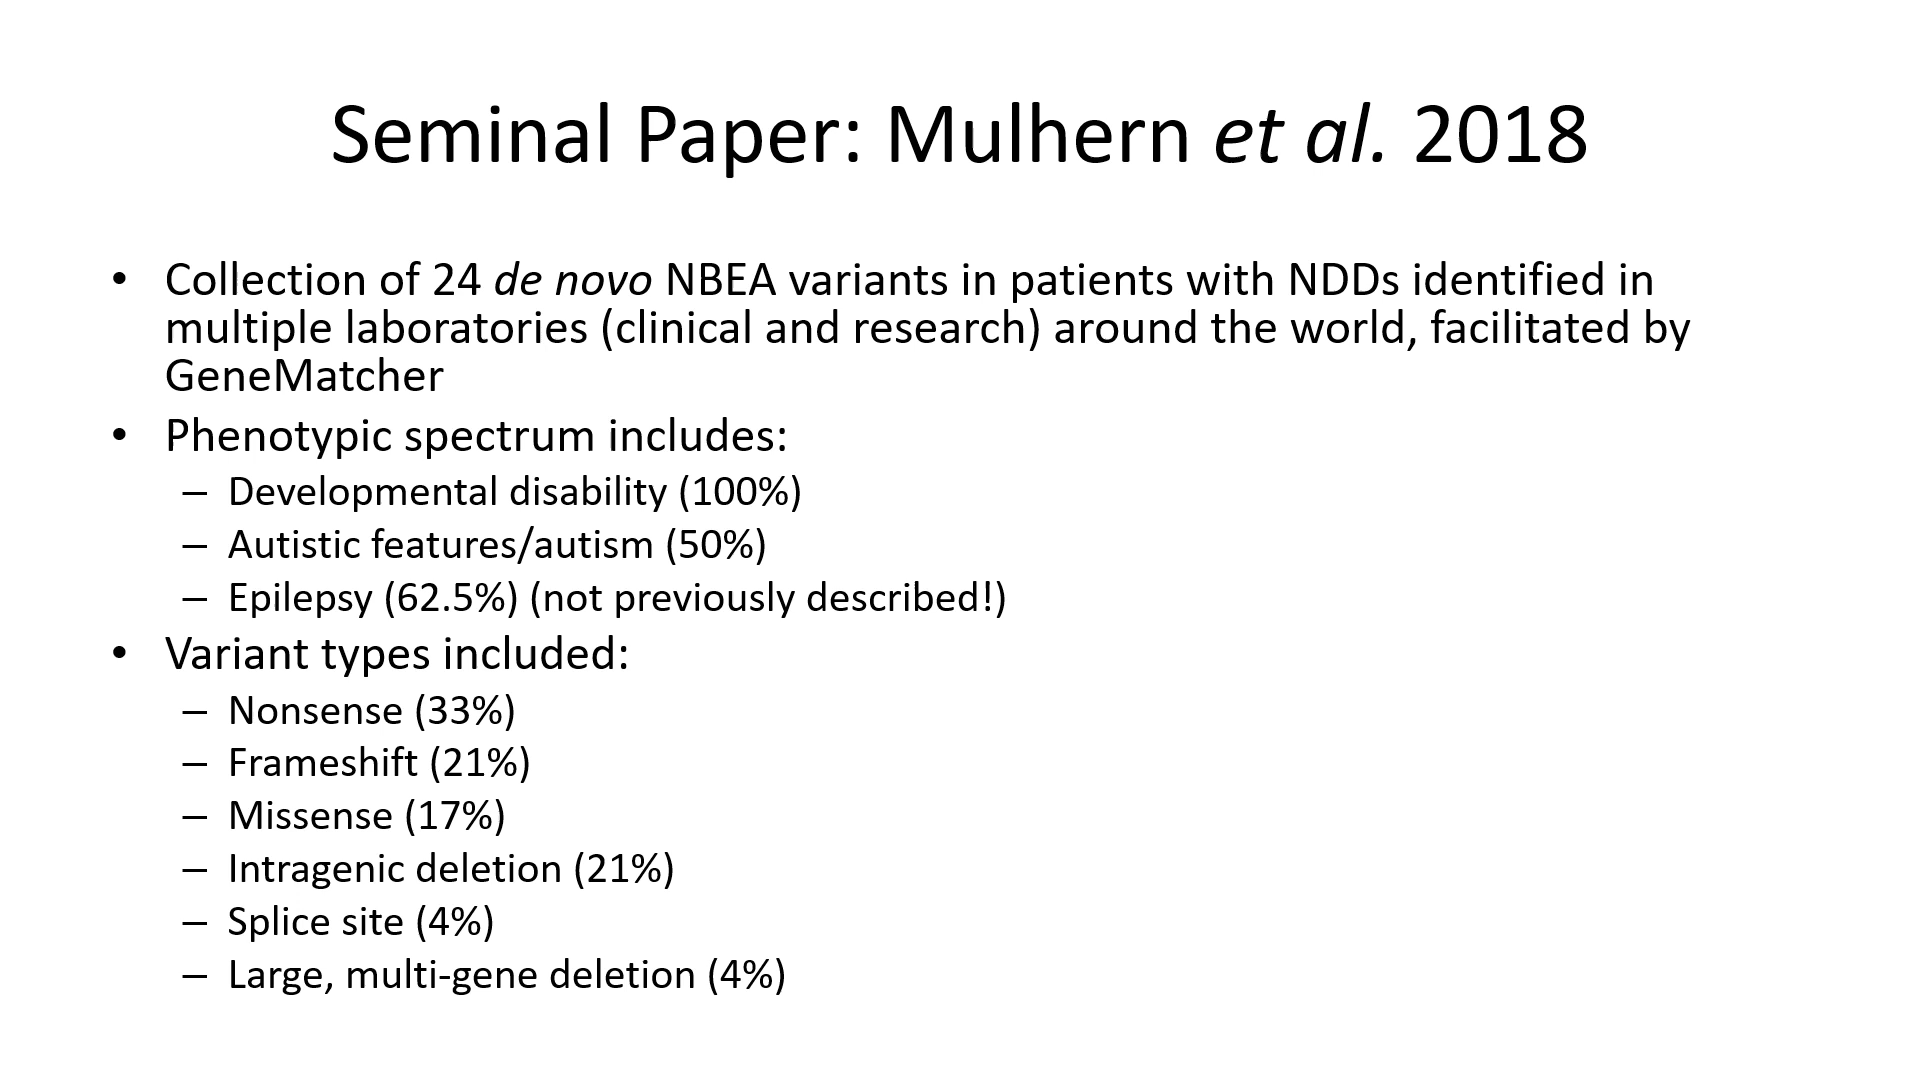 Seminal Paper: Mulhern et al. 2018
• Collection of 24 de novo NBEA variants in patients with NDDs identified in
multiple laboratories (clinical and research) around the world, facilitated by
GeneMatcher
• Phenotypic spectrum includes:
– Developmental disability (100%)
– Autistic features/autism (50%)
– Epilepsy (62.5%) (not previously described!)
• Variant types included:
– Nonsense (33%)
– Frameshift (21%)
– Missense (17%)
– Intragenic deletion (21%)
– Splice site (4%)
– Large, multi-gene deletion (4%)